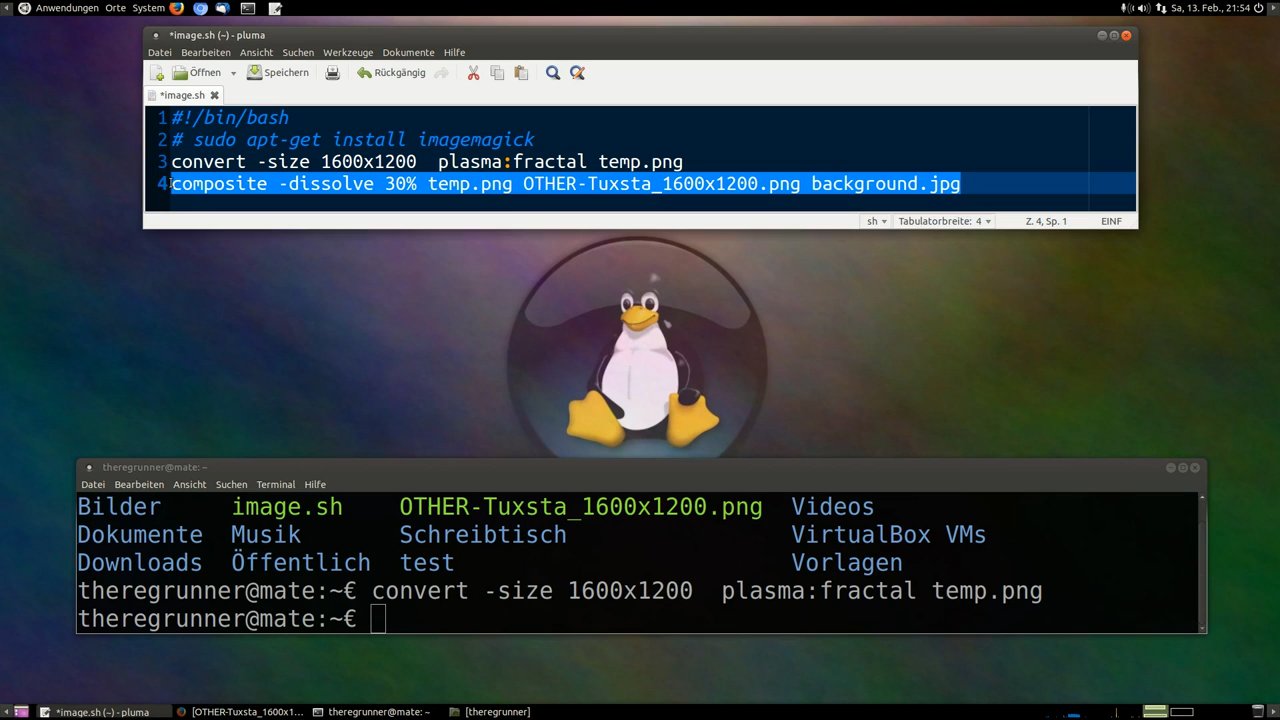 Anwendungen Orte System Sa, 13. Feb., 21:54
*image.sh (~) - pluma
Datei Bearbeiten Ansicht Suchen Werkzeuge Dokumente Hilfe
Öffnen Speichern Rückgängig
*image.sh
1 #!/bin/bash
2 # sudo apt-get install imagemagick
3 convert -size 1600x1200  plasma:fractal temp.png
4 composite -dissolve 30% temp.png OTHER-Tuxsta_1600x1200.png background.jpg
sh Tabulatorbreite: 4 Z. 4, Sp. 1 EINF
theregrunner@mate: ~
Datei Bearbeiten Ansicht Suchen Terminal Hilfe
Bilder image.sh OTHER-Tuxsta_1600x1200.png Videos
Dokumente Musik Schreibtisch VirtualBox VMs
Downloads Öffentlich test Vorlagen
theregrunner@mate:~€ convert -size 1600x1200  plasma:fractal temp.png
theregrunner@mate:~€
*image.sh (~) - pluma [OTHER-Tuxsta_1600x1... theregrunner@mate: ~ [theregrunner]